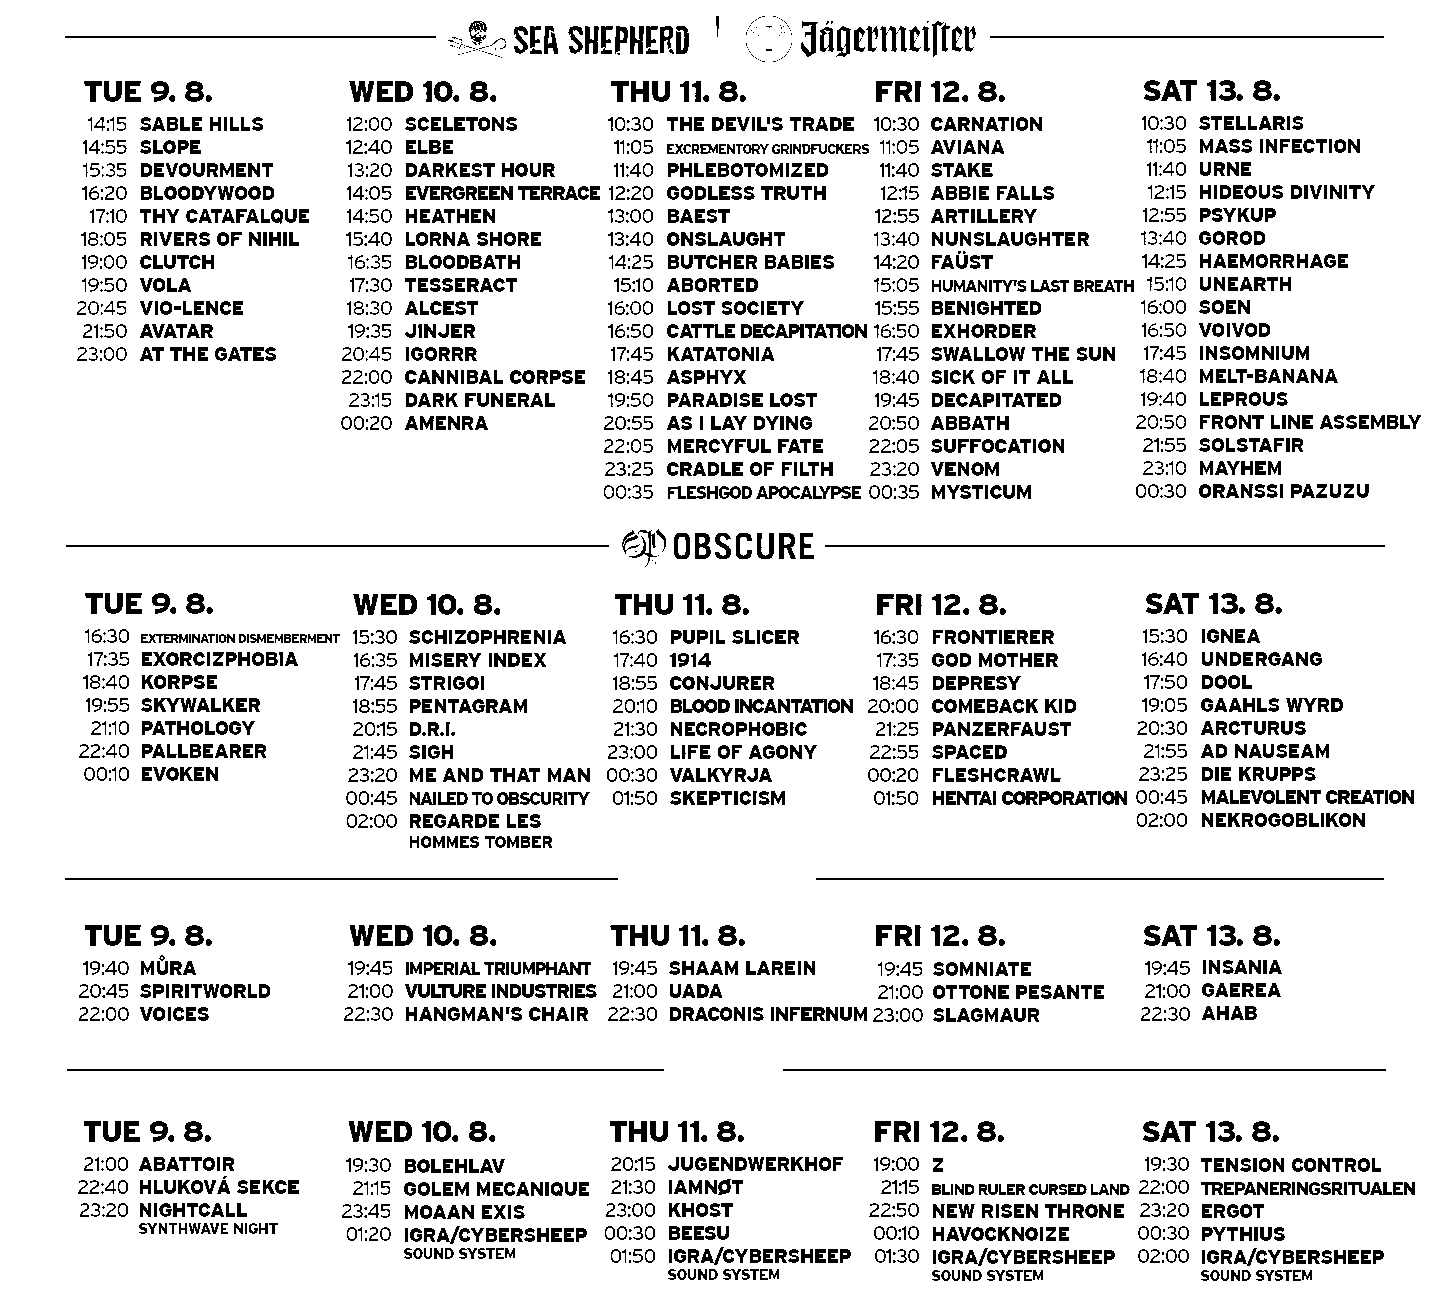 SEA SHEPHERD Jägermeister
TUE 9. 8.
14:15 SABLE HILLS
14:55 SLOPE
15:35 DEVOURMENT
16:20 BLOODYWOOD
17:10 THY CATAFALQUE
18:05 RIVERS OF NIHIL
19:00 CLUTCH
19:50 VOLA
20:45 VIO-LENCE
21:50 AVATAR
23:00 AT THE GATES
WED 10. 8.
12:00 SCELETONS
12:40 ELBE
13:20 DARKEST HOUR
14:05 EVERGREEN TERRACE
14:50 HEATHEN
15:40 LORNA SHORE
16:35 BLOODBATH
17:30 TESSERACT
18:30 ALCEST
19:35 JINJER
20:45 IGORRR
22:00 CANNIBAL CORPSE
23:15 DARK FUNERAL
00:20 AMENRA
THU 11. 8.
10:30 THE DEVIL'S TRADE
11:05 EXCREMENTORY GRINDFUCKERS
11:40 PHLEBOTOMIZED
12:20 GODLESS TRUTH
13:00 BAEST
13:40 ONSLAUGHT
14:25 BUTCHER BABIES
15:10 ABORTED
16:00 LOST SOCIETY
16:50 CATTLE DECAPITATION
17:45 KATATONIA
18:45 ASPHYX
19:50 PARADISE LOST
20:55 AS I LAY DYING
22:05 MERCYFUL FATE
23:25 CRADLE OF FILTH
00:35 FLESHGOD APOCALYPSE
FRI 12. 8.
10:30 CARNATION
11:05 AVIANA
11:40 STAKE
12:15 ABBIE FALLS
12:55 ARTILLERY
13:40 NUNSLAUGHTER
14:20 FAÜST
15:05 HUMANITY'S LAST BREATH
15:55 BENIGHTED
16:50 EXHORDER
17:45 SWALLOW THE SUN
18:40 SICK OF IT ALL
19:45 DECAPITATED
20:50 ABBATH
22:05 SUFFOCATION
23:20 VENOM
00:35 MYSTICUM
SAT 13. 8.
10:30 STELLARIS
11:05 MASS INFECTION
11:40 URNE
12:15 HIDEOUS DIVINITY
12:55 PSYKUP
13:40 GOROD
14:25 HAEMORRHAGE
15:10 UNEARTH
16:00 SOEN
16:50 VOIVOD
17:45 INSOMNIUM
18:40 MELT-BANANA
19:40 LEPROUS
20:50 FRONT LINE ASSEMBLY
21:55 SOLSTAFIR
23:10 MAYHEM
00:30 ORANSSI PAZUZU
OBSCURE
TUE 9. 8.
16:30 EXTERMINATION DISMEMBERMENT
17:35 EXORCIZPHOBIA
18:40 KORPSE
19:55 SKYWALKER
21:10 PATHOLOGY
22:40 PALLBEARER
00:10 EVOKEN
WED 10. 8.
15:30 SCHIZOPHRENIA
16:35 MISERY INDEX
17:45 STRIGOI
18:55 PENTAGRAM
20:15 D.R.I.
21:45 SIGH
23:20 ME AND THAT MAN
00:45 NAILED TO OBSCURITY
02:00 REGARDE LES
HOMMES TOMBER
THU 11. 8.
16:30 PUPIL SLICER
17:40 1914
18:55 CONJURER
20:10 BLOOD INCANTATION
21:30 NECROPHOBIC
23:00 LIFE OF AGONY
00:30 VALKYRJA
01:50 SKEPTICISM
FRI 12. 8.
16:30 FRONTIERER
17:35 GOD MOTHER
18:45 DEPRESY
20:00 COMEBACK KID
21:25 PANZERFAUST
22:55 SPACED
00:20 FLESHCRAWL
01:50 HENTAI CORPORATION
SAT 13. 8.
15:30 IGNEA
16:40 UNDERGANG
17:50 DOOL
19:05 GAAHLS WYRD
20:30 ARCTURUS
21:55 AD NAUSEAM
23:25 DIE KRUPPS
00:45 MALEVOLENT CREATION
02:00 NEKROGOBLIKON
TUE 9. 8.
19:40 MŮRA
20:45 SPIRITWORLD
22:00 VOICES
WED 10. 8.
19:45 IMPERIAL TRIUMPHANT
21:00 VULTURE INDUSTRIES
22:30 HANGMAN'S CHAIR
THU 11. 8.
19:45 SHAAM LAREIN
21:00 UADA
22:30 DRACONIS INFERNUM
FRI 12. 8.
19:45 SOMNIATE
21:00 OTTONE PESANTE
23:00 SLAGMAUR
SAT 13. 8.
19:45 INSANIA
21:00 GAEREA
22:30 AHAB
TUE 9. 8.
21:00 ABATTOIR
22:40 HLUKOVÁ SEKCE
23:20 NIGHTCALL
SYNTHWAVE NIGHT
WED 10. 8.
19:30 BOLEHLAV
21:15 GOLEM MECANIQUE
23:45 MOAAN EXIS
01:20 IGRA/CYBERSHEEP
SOUND SYSTEM
THU 11. 8.
20:15 JUGENDWERKHOF
21:30 IAMNØT
23:00 KHOST
00:30 BEESU
01:50 IGRA/CYBERSHEEP
SOUND SYSTEM
FRI 12. 8.
19:00 Z
21:15 BLIND RULER CURSED LAND
22:50 NEW RISEN THRONE
00:10 HAVOCKNOIZE
01:30 IGRA/CYBERSHEEP
SOUND SYSTEM
SAT 13. 8.
19:30 TENSION CONTROL
22:00 TREPANERINGSRITUALEN
23:20 ERGOT
00:30 PYTHIUS
02:00 IGRA/CYBERSHEEP
SOUND SYSTEM